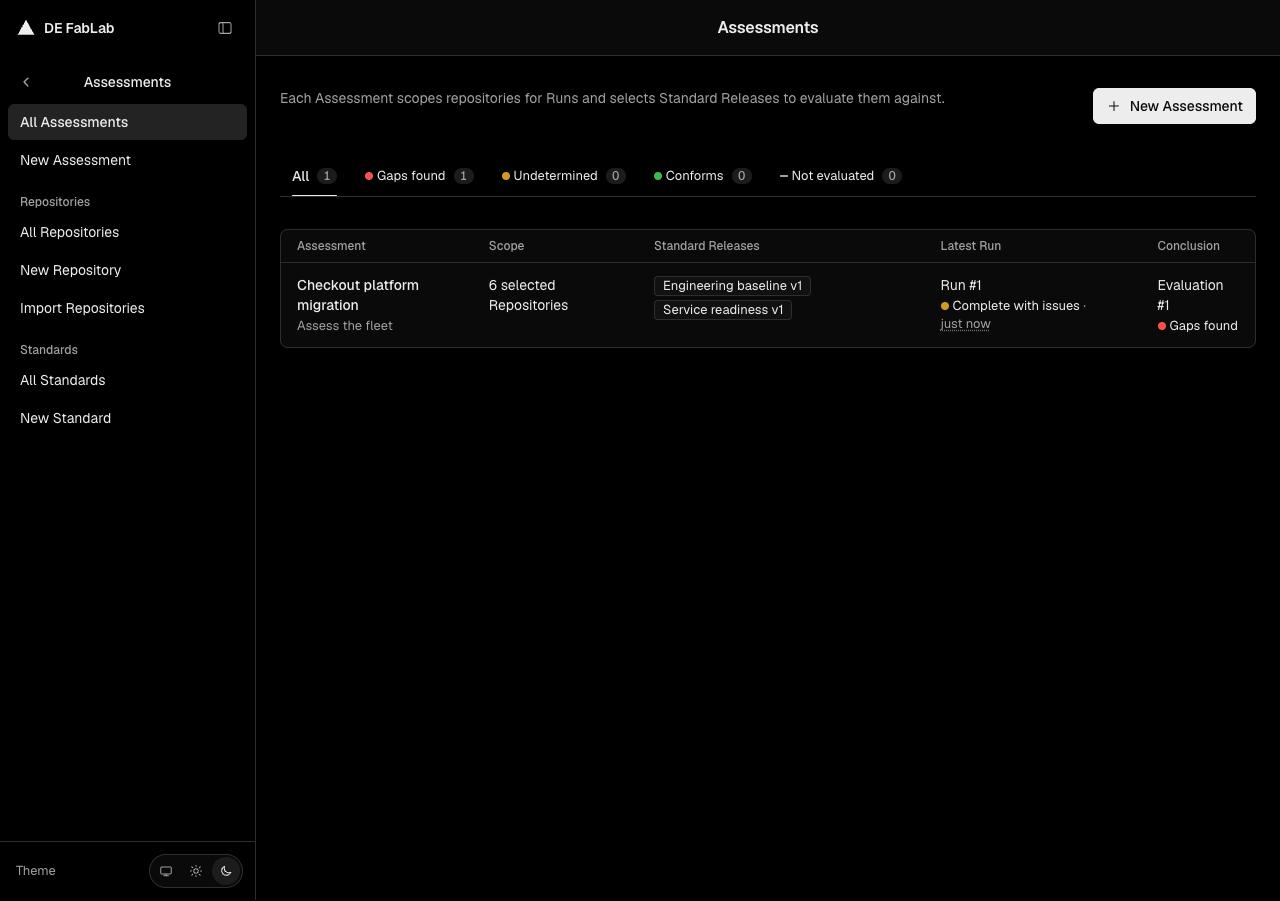 DE FabLab
Assessments
All Assessments
New Assessment
Repositories
All Repositories
New Repository
Import Repositories
Standards
All Standards
New Standard
Theme
Assessments
Each Assessment scopes repositories for Runs and selects Standard Releases to evaluate them against.
New Assessment
All 1 Gaps found 1 Undetermined 0 Conforms 0 Not evaluated 0
Assessment Scope Standard Releases Latest Run Conclusion
Checkout platform
migration
Assess the fleet
6 selected
Repositories
Engineering baseline v1
Service readiness v1
Run #1
Complete with issues ·
just now
Evaluation
#1
Gaps found